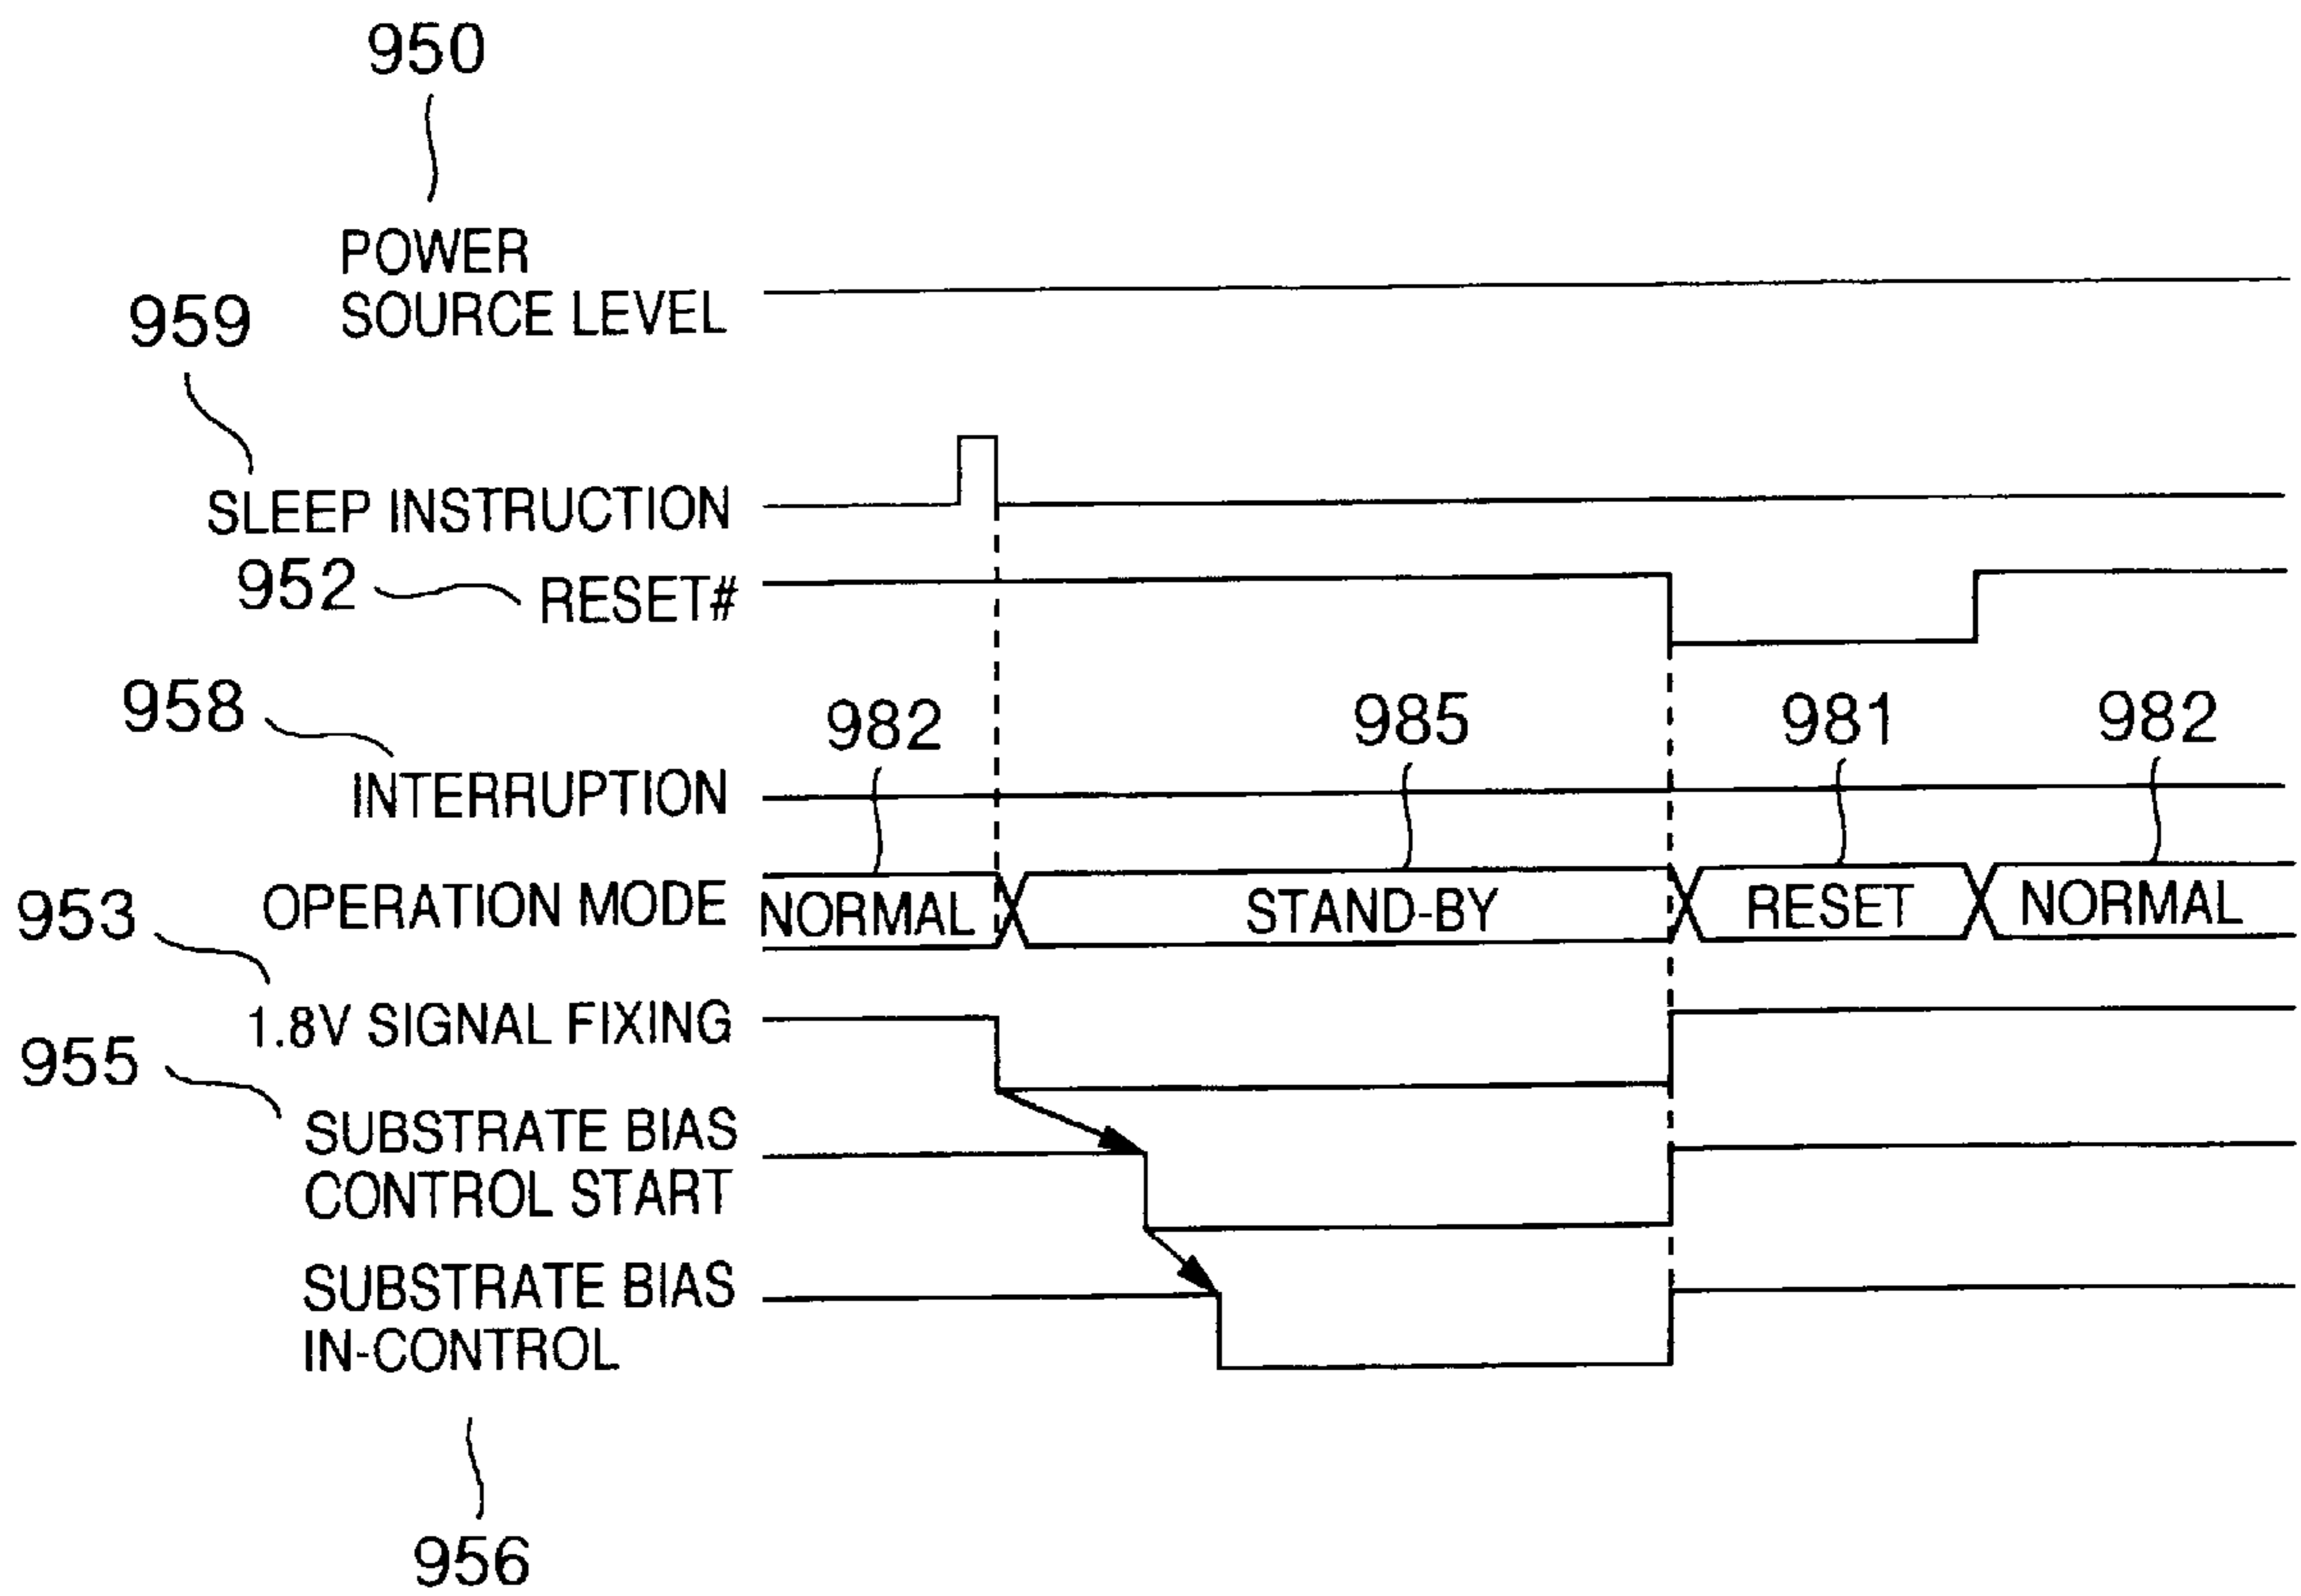 950
POWER
SOURCE LEVEL
959
SLEEP INSTRUCTION
952
RESET#
958
982
985
981
982
INTERRUPTION
953
OPERATION MODE
NORMAL
STAND-BY
RESET
NORMAL
1.8V SIGNAL FIXING
955
SUBSTRATE BIAS
CONTROL START
SUBSTRATE BIAS
IN-CONTROL
956